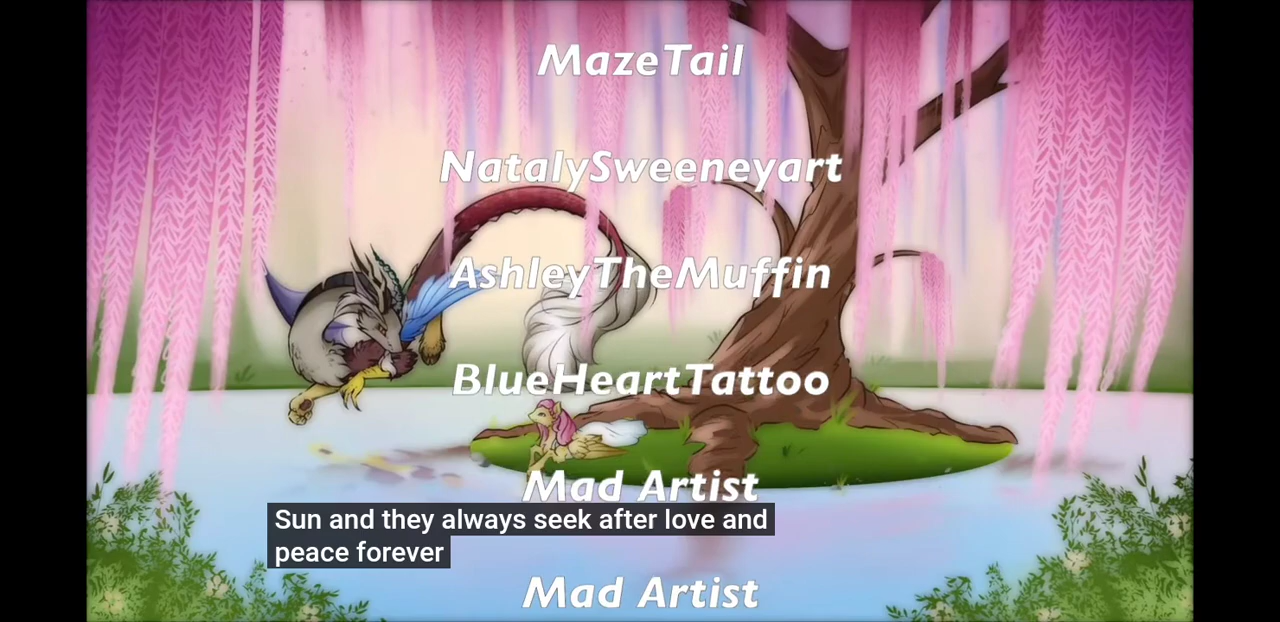 MazeTail
NatalySweeneyart
AshleyTheMuffin
BlueHeartTattoo
Mad Artist
Sun and they always seek after love and
peace forever
Mad Artist